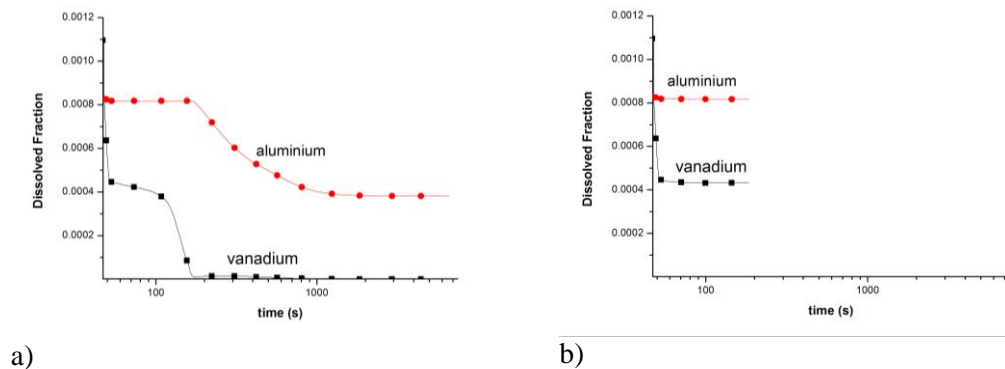 0.0012
0.0010
0.0008
0.0006
0.0004
0.0002
Dissolved Fraction
aluminium
vanadium
100
1000
time (s)
a)
0.0012
0.0010
0.0008
0.0006
0.0004
0.0002
Dissolved Fraction
aluminium
vanadium
100
1000
time (s)
b)